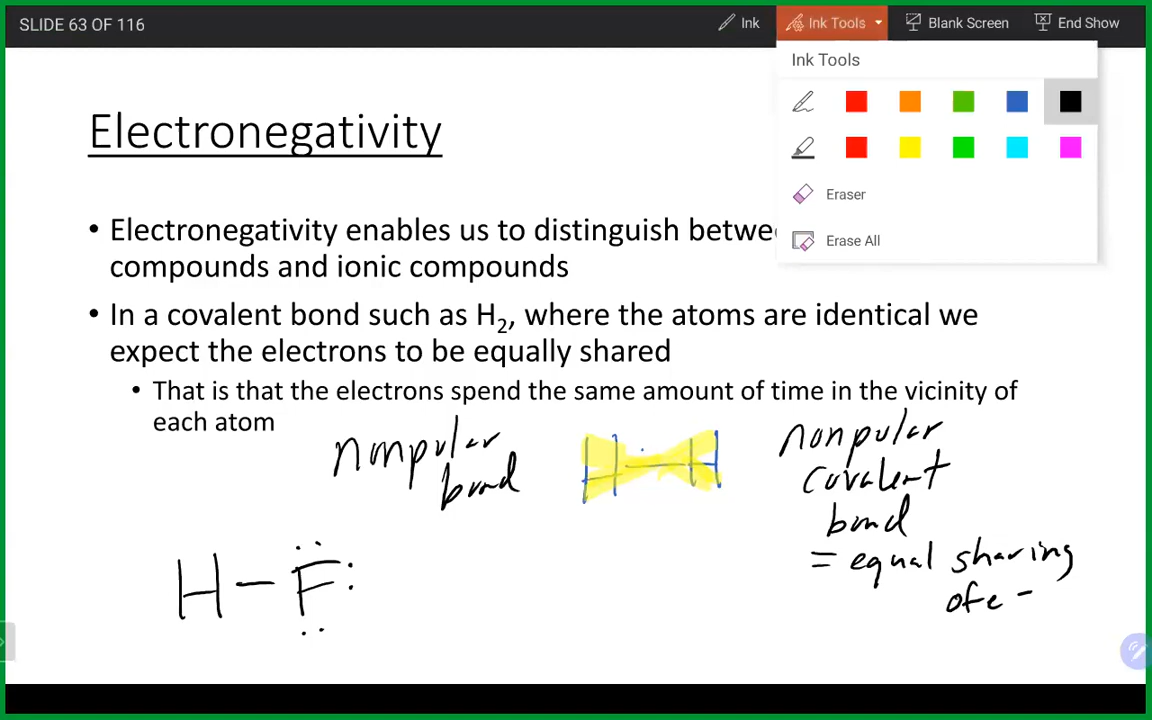 SLIDE 63 OF 116
Ink
Ink Tools
Blank Screen
End Show
Ink Tools
Eraser
Erase All
Electronegativity
• Electronegativity enables us to distinguish
compounds and ionic compounds
• In a covalent bond such as H₂, where the atoms are identical we
expect the electrons to be equally shared
• That is that the electrons spend the same amount of time in the vicinity of
each atom
nonpolar
bond
H-H
nonpolar
covalent
bond
= equal sharing
of e -
H - F